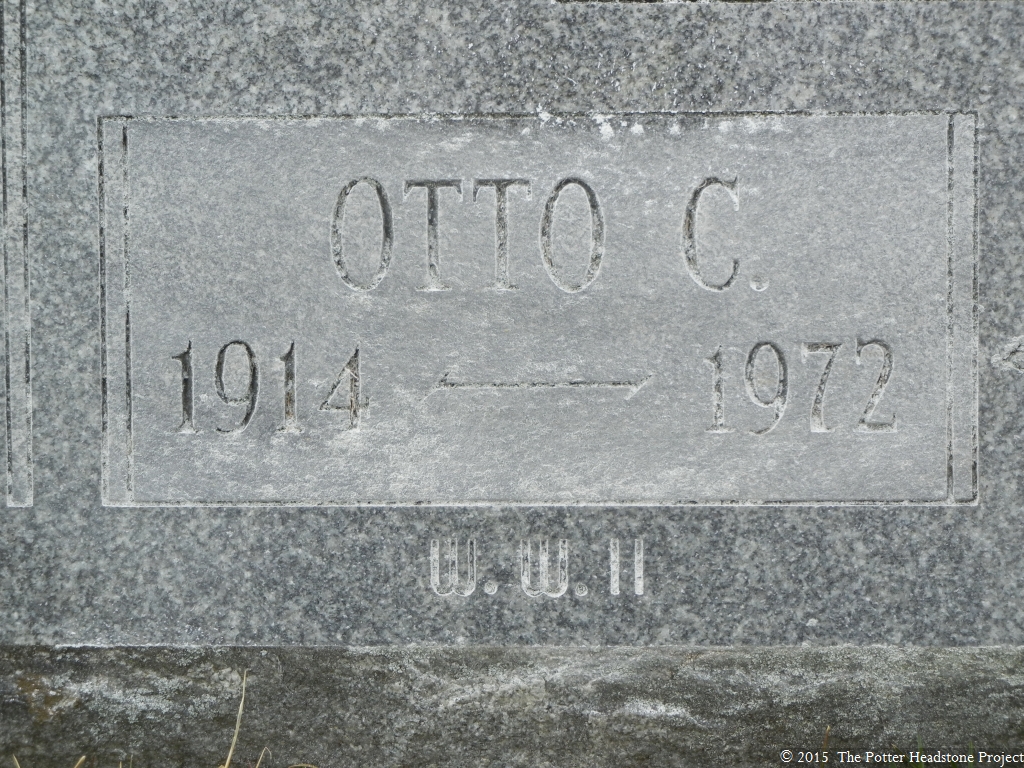 OTTO C.
1914 — 1972
W.W.II
© 2015 The Potter Headstone Project